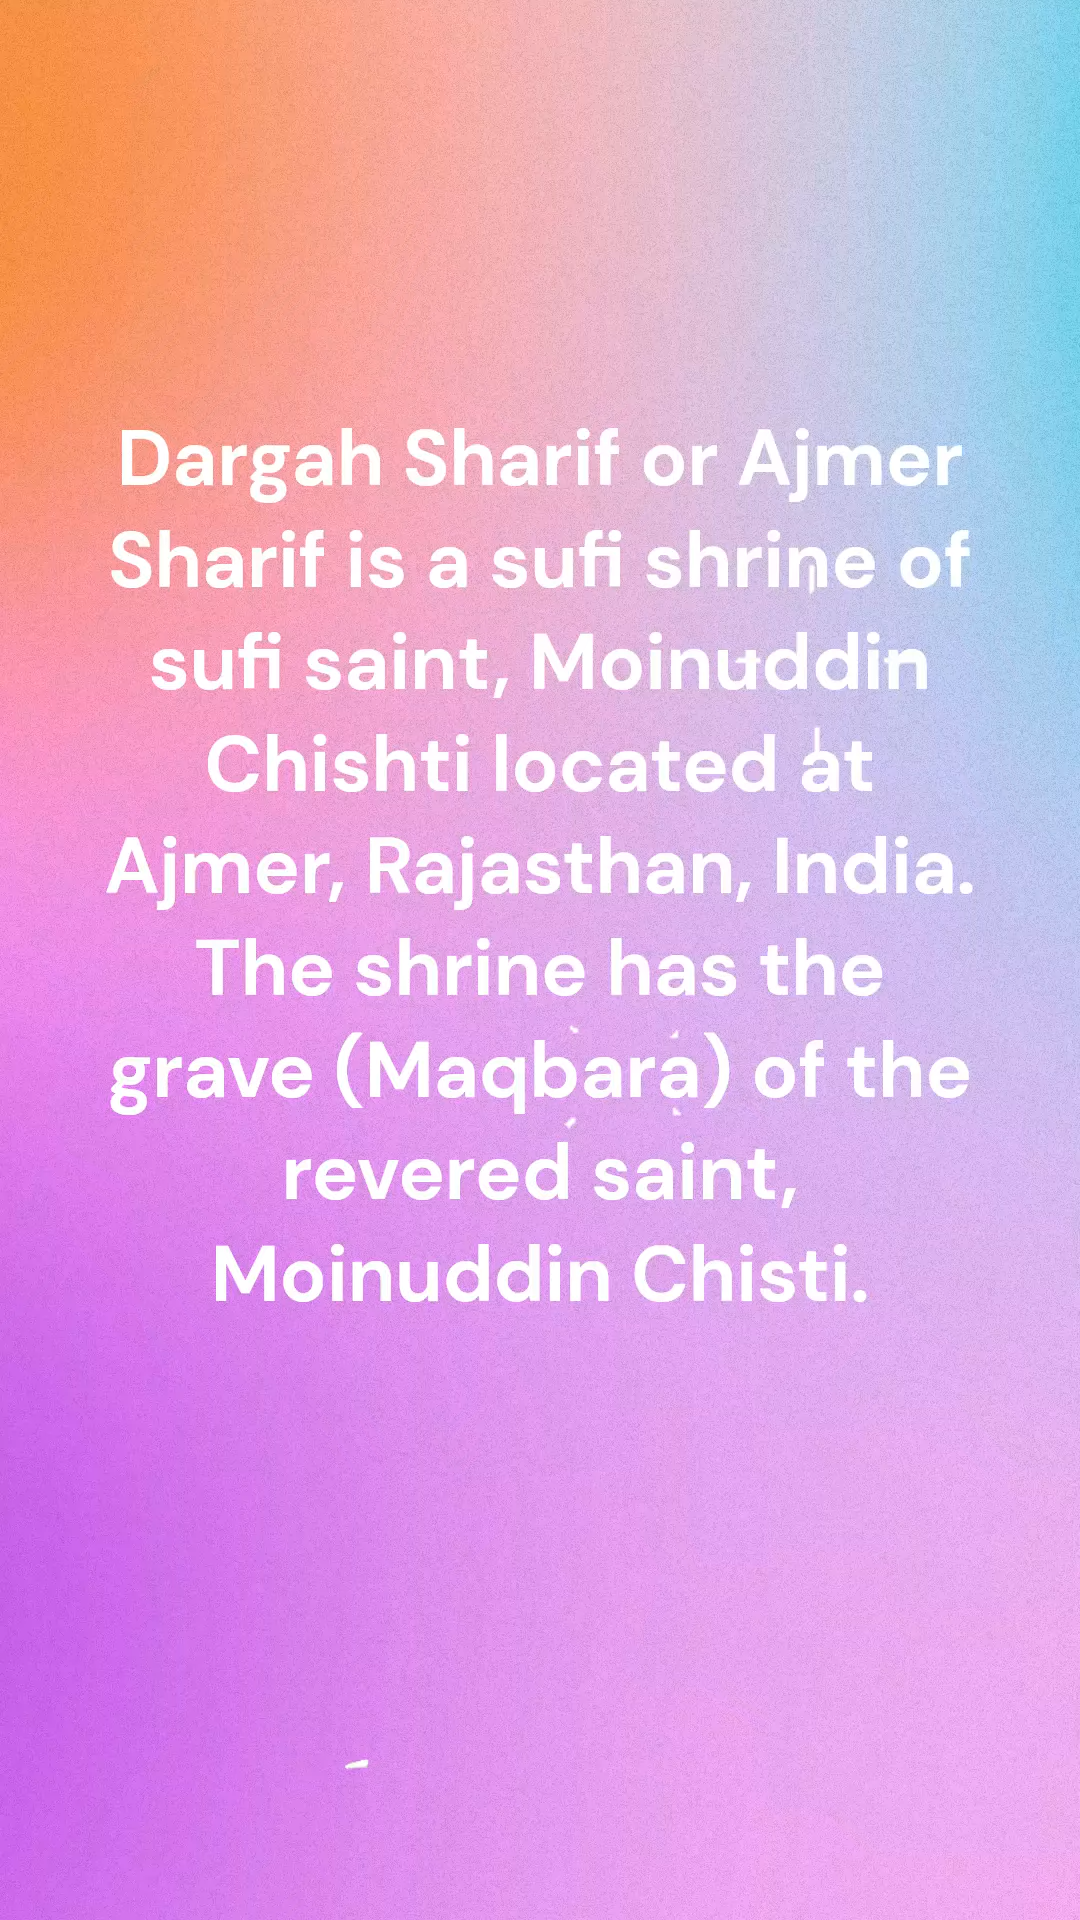 Dargah Sharif or Ajmer
Sharif is a sufi shrine of
sufi saint, Moinuddin
Chishti located at
Ajmer, Rajasthan, India.
The shrine has the
grave (Maqbara) of the
revered saint,
Moinuddin Chisti.